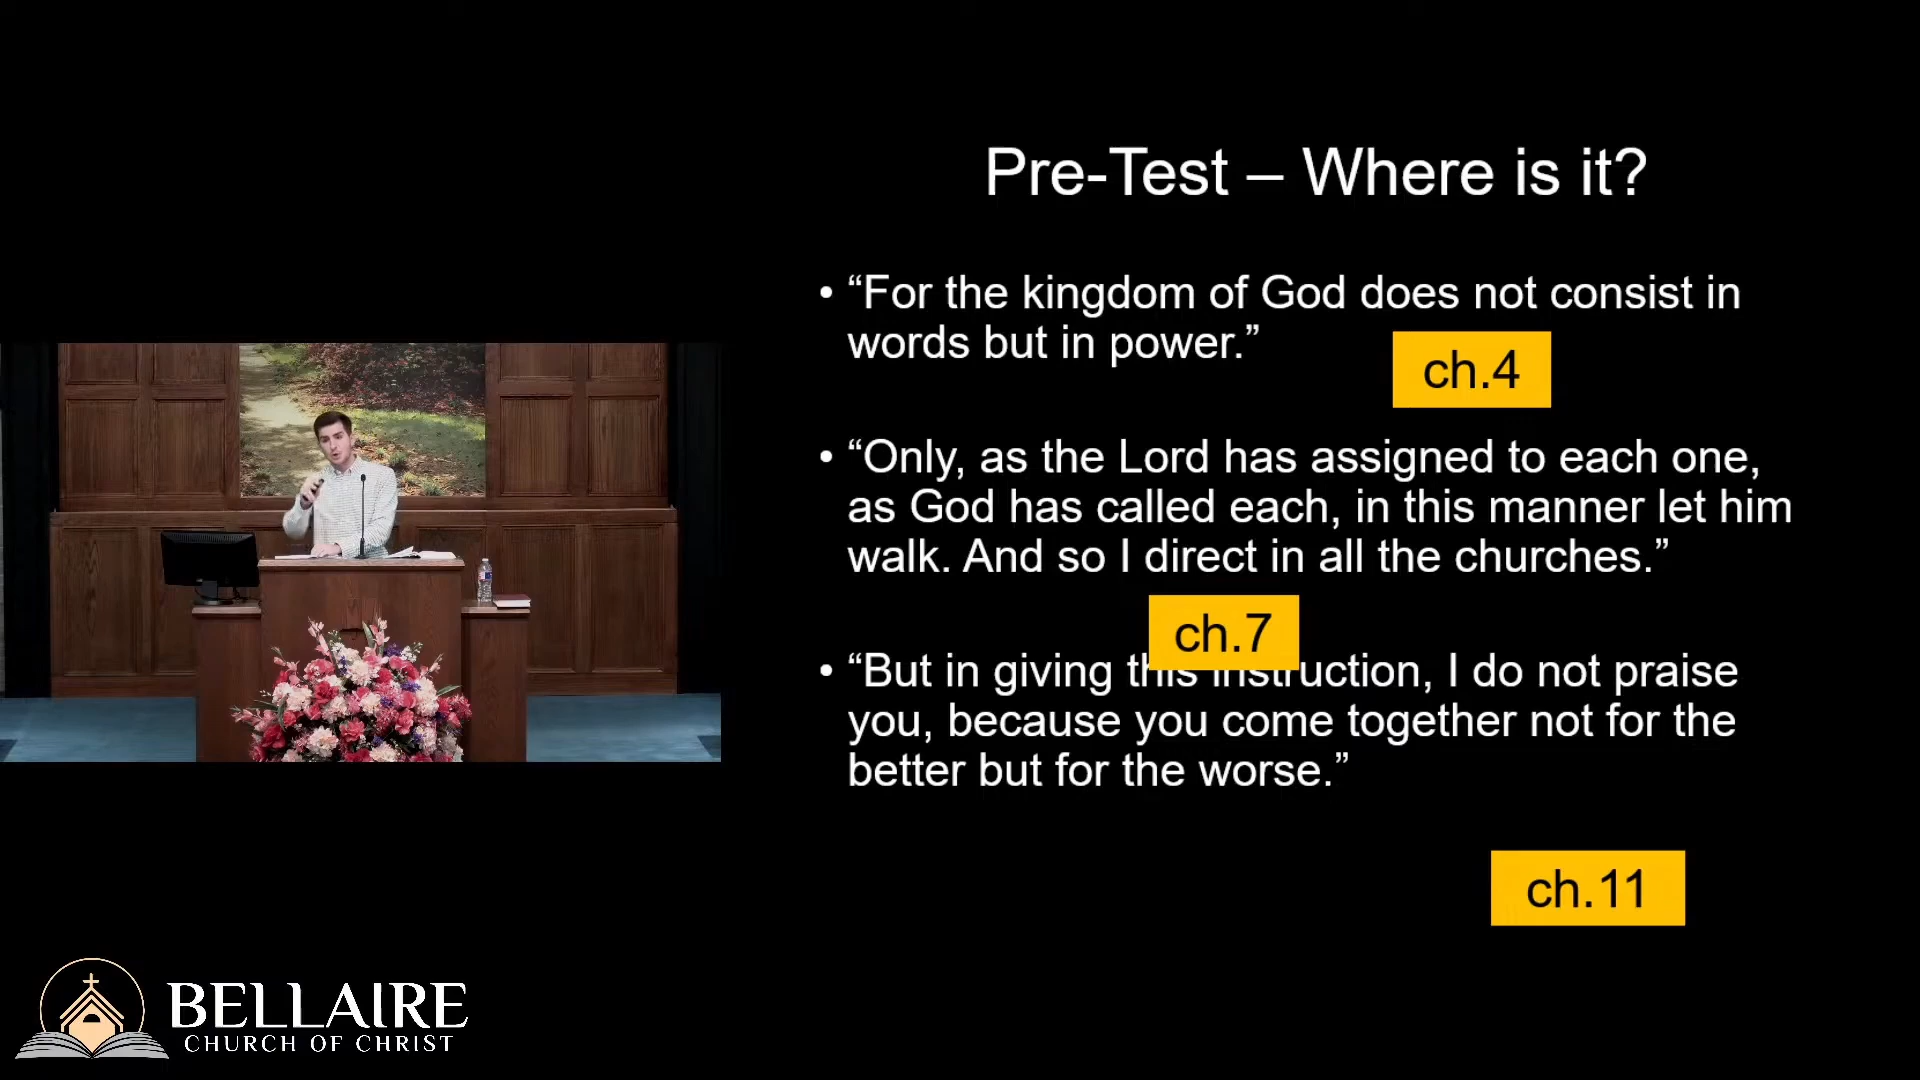 Pre-Test – Where is it?
• “For the kingdom of God does not consist in
words but in power.”
ch.4
• “Only, as the Lord has assigned to each one,
as God has called each, in this manner let him
walk. And so I direct in all the churches.”
ch.7
• “But in giving this instruction, I do not praise
you, because you come together not for the
better but for the worse.”
ch.11
BELLAIRE
CHURCH OF CHRIST